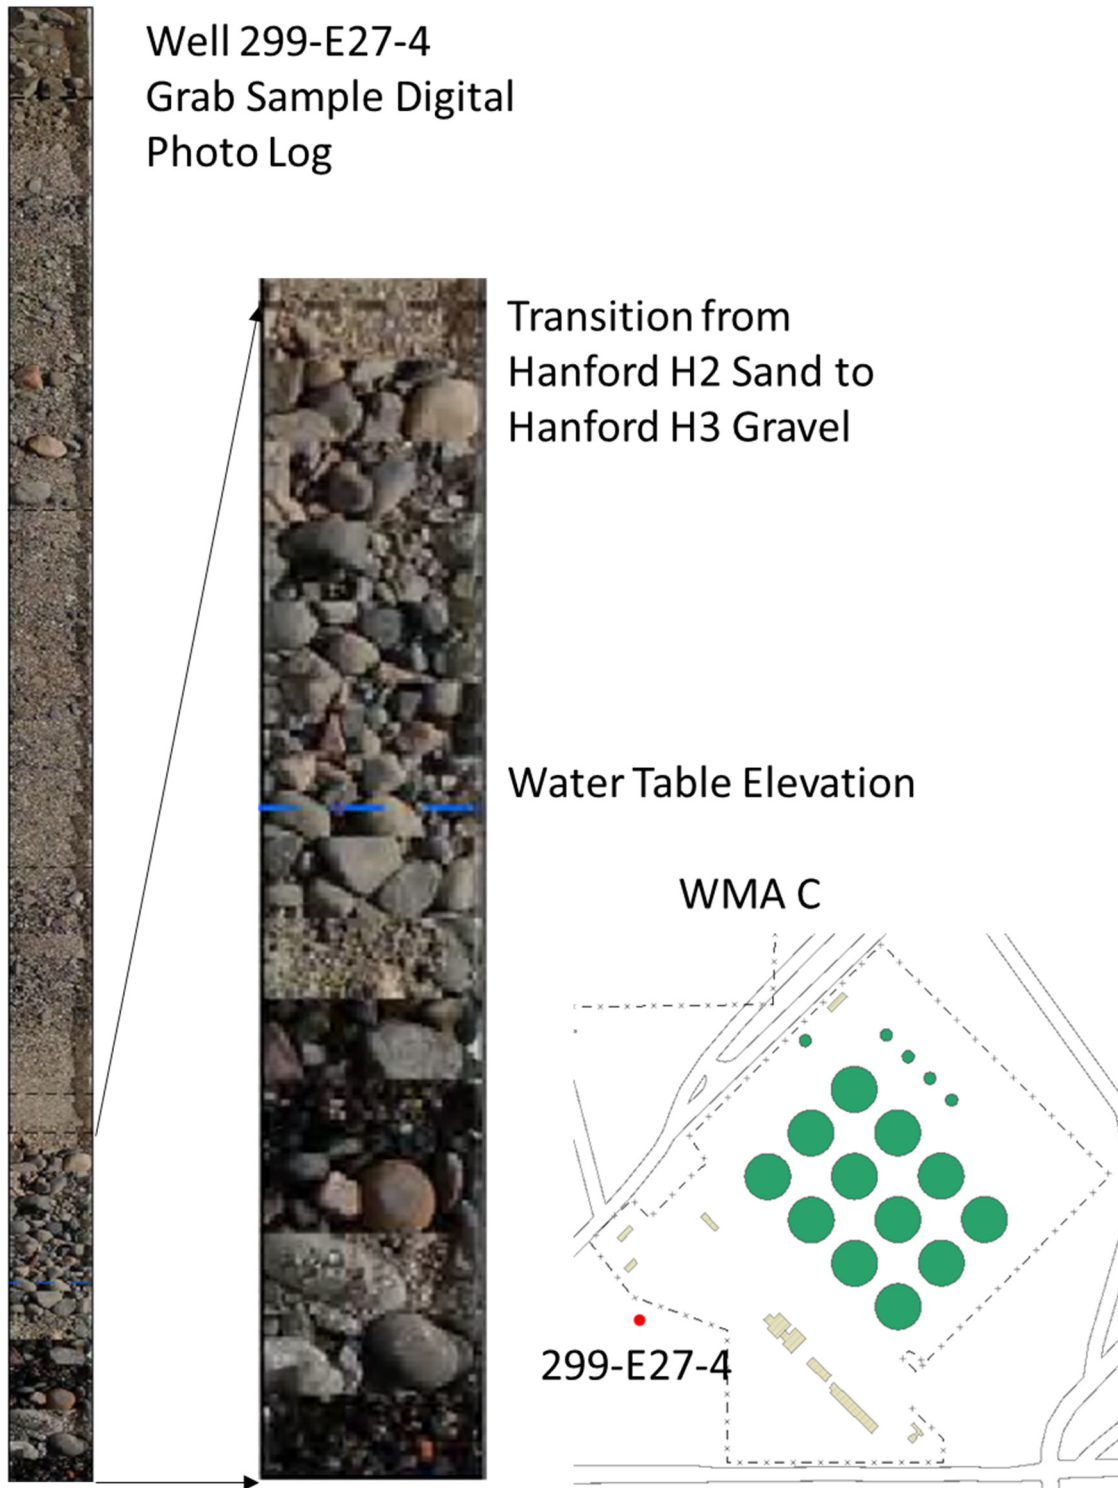 Well 299-E27-4
Grab Sample Digital
Photo Log
Transition from
Hanford H2 Sand to
Hanford H3 Gravel
Water Table Elevation
WMA C
299-E27-4